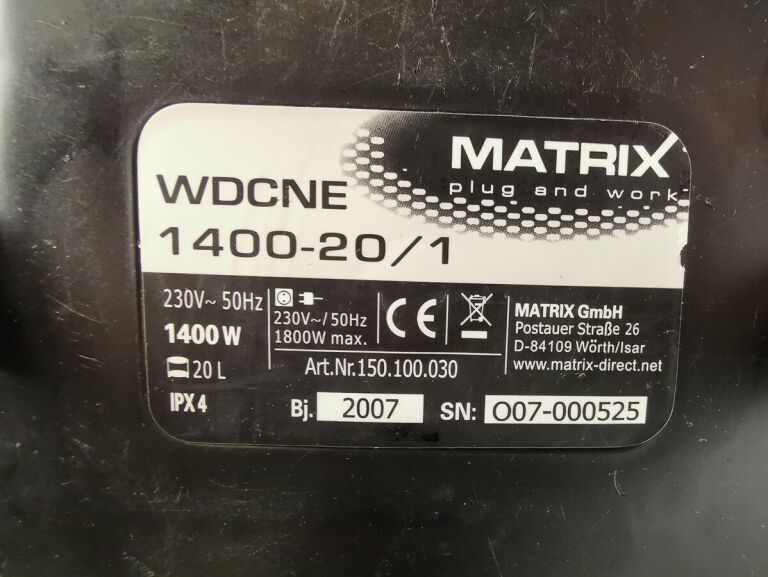 MATRIX
plug and work
WDCNE
1400-20/1
230V~ 50Hz
1400 W
20 L
IPX4
230V~/50Hz
1800W max.
CE
MATRIX GmbH
Postauer Straße 26
D-84109 Wörth/Isar
www.matrix-direct.net
Art.Nr.150.100.030
Bj. 2007 SN: O07-000525